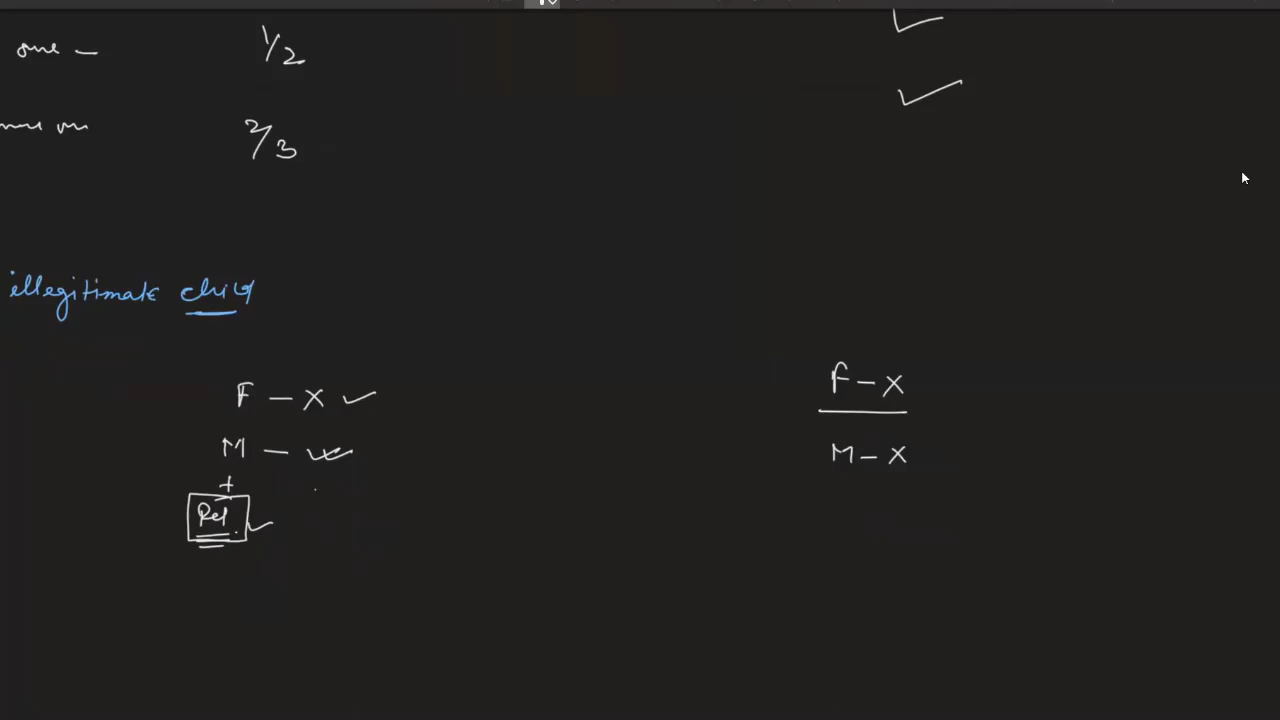 one - 1/2
2/3
illegitimate child
F - X ✓
F - X
M - ✓
M - X
+
Rel. ✓